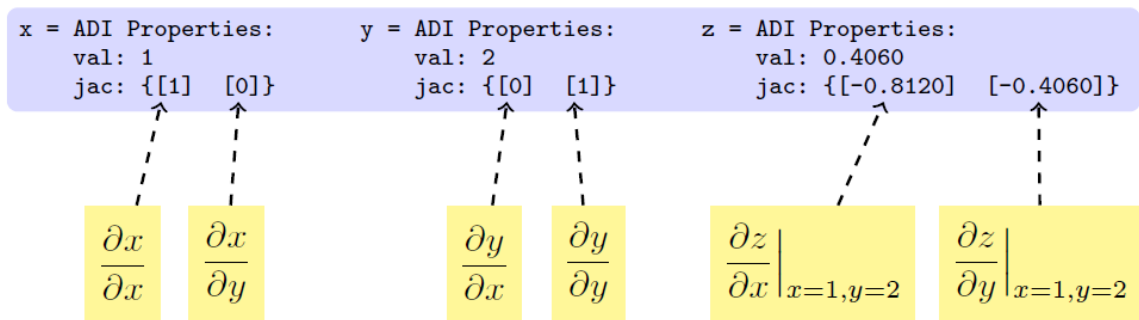 x = ADI Properties:    y = ADI Properties:    z = ADI Properties:
val: 1    val: 2    val: 0.4060
jac: {[1]  [0]}    jac: {[0]  [1]}    jac: {[-0.8120]  [-0.4060]}
∂x/∂x    ∂x/∂y    ∂y/∂x    ∂y/∂y    ∂z/∂x|x=1,y=2    ∂z/∂y|x=1,y=2